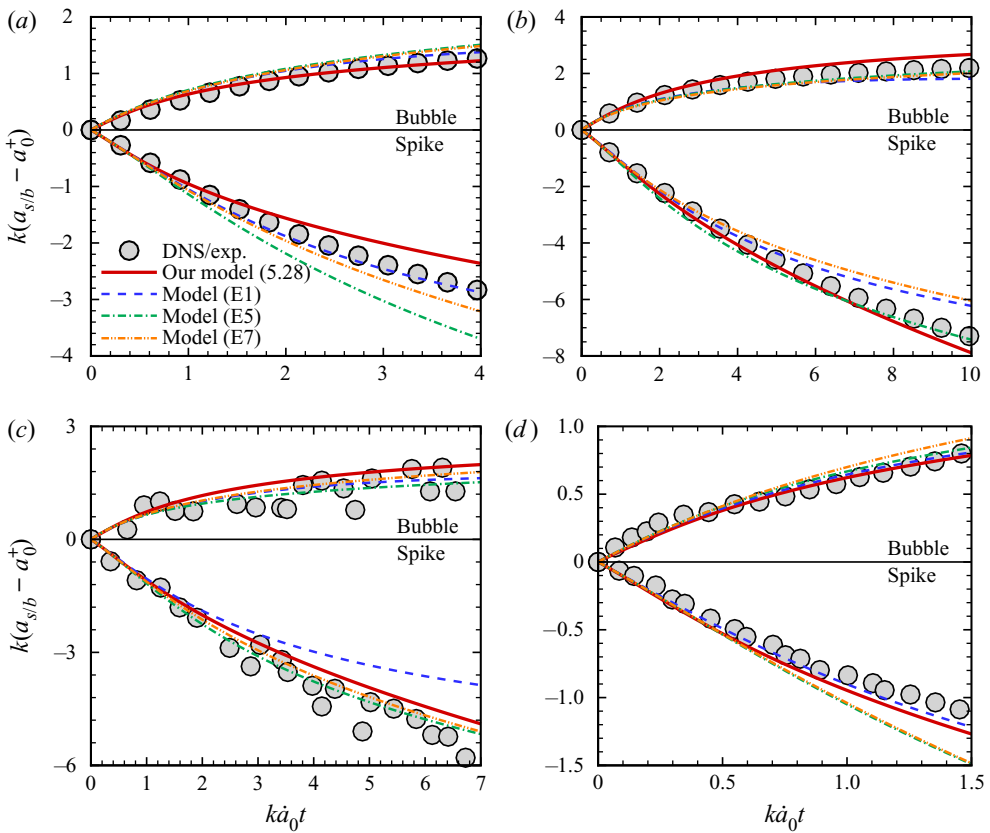 (a)
2
1
0
−1
−2
−3
−4
k(a_{s/b} − a_0^+)
Bubble
Spike
DNS/exp.
Our model (5.28)
Model (E1)
Model (E5)
Model (E7)
0 1 2 3 4
(b)
4
2
0
−2
−4
−6
−8
Bubble
Spike
0 2 4 6 8 10
(c)
3
0
−3
−6
k(a_{s/b} − a_0^+)
Bubble
Spike
0 1 2 3 4 5 6 7
kȧ_0t
(d)
1.0
0.5
0
−0.5
−1.0
−1.5
Bubble
Spike
0 0.5 1.0 1.5
kȧ_0t